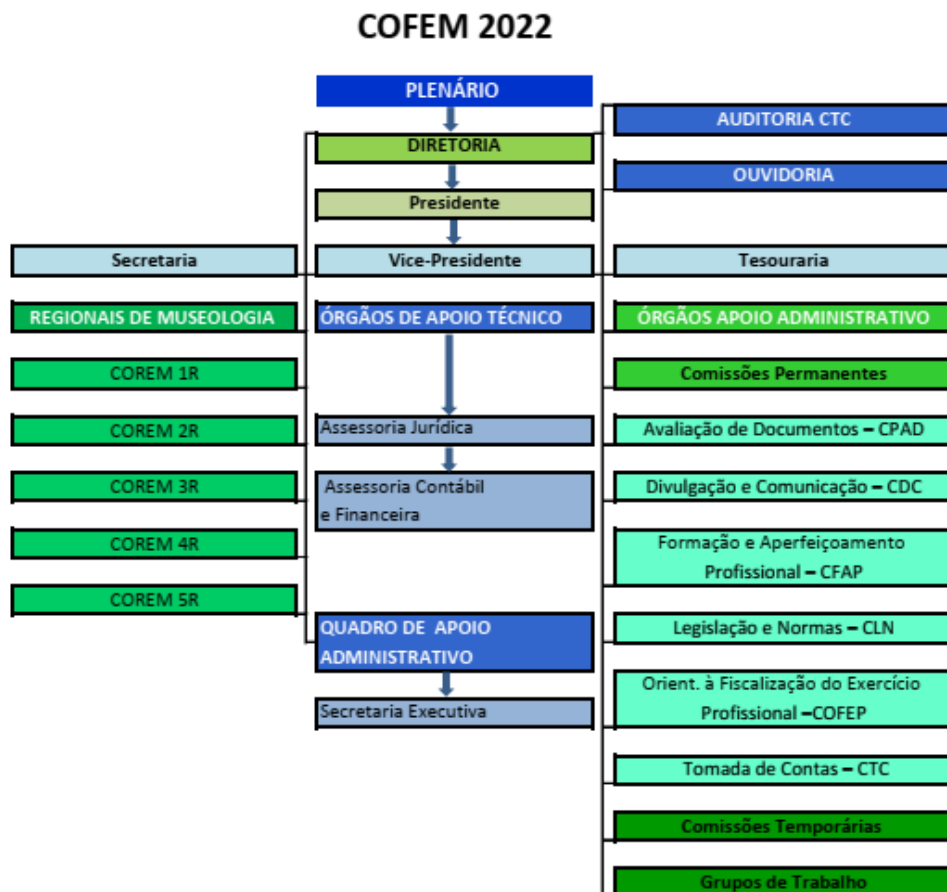 COFEM 2022
PLENÁRIO
AUDITORIA CTC
DIRETORIA
OUVIDORIA
Presidente
Secretaria
Vice-Presidente
Tesouraria
REGIONAIS DE MUSEOLOGIA
ÓRGÃOS DE APOIO TÉCNICO
ÓRGÃOS APOIO ADMINISTRATIVO
COREM 1R
Comissões Permanentes
COREM 2R
Assessoria Jurídica
Avaliação de Documentos – CPAD
COREM 3R
Assessoria Contábil
e Financeira
Divulgação e Comunicação – CDC
COREM 4R
Formação e Aperfeiçoamento
Profissional – CFAP
COREM 5R
QUADRO DE APOIO
ADMINISTRATIVO
Legislação e Normas – CLN
Secretaria Executiva
Orient. à Fiscalização do Exercício
Profissional –COFEP
Tomada de Contas – CTC
Comissões Temporárias
Grupos de Trabalho